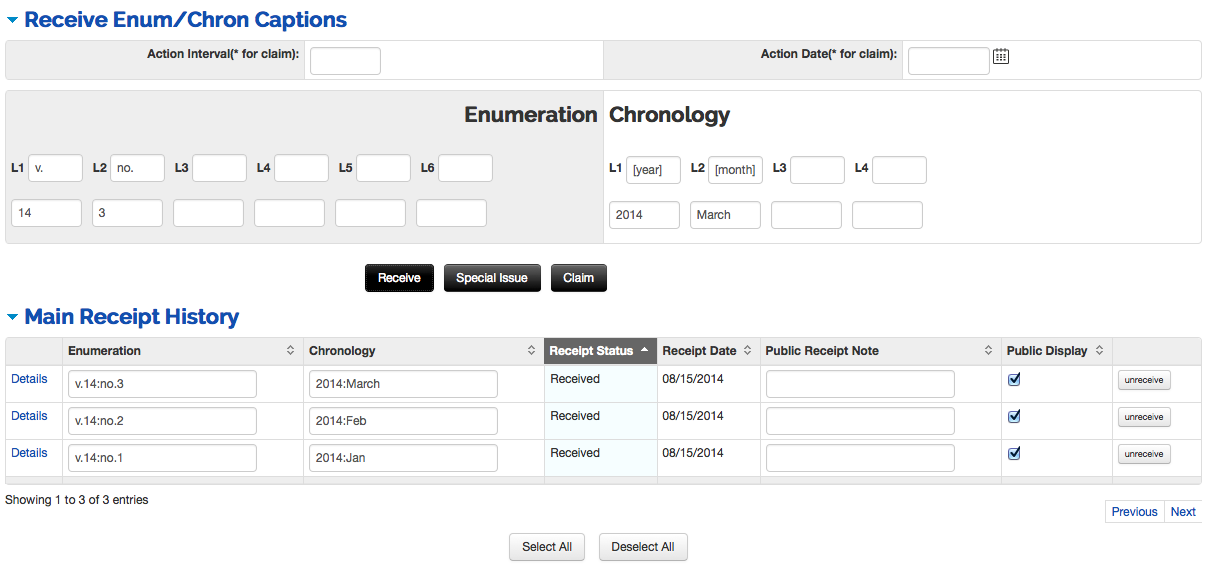 Receive Enum/Chron Captions
Action Interval(* for claim): Action Date(* for claim):
Enumeration Chronology
L1 v. L2 no. L3 L4 L5 L6 L1 [year] L2 [month] L3 L4
14 3 2014 March
Receive Special Issue Claim
Main Receipt History
Enumeration Chronology Receipt Status Receipt Date Public Receipt Note Public Display
Details v.14:no.3 2014:March Received 08/15/2014 unreceive
Details v.14:no.2 2014:Feb Received 08/15/2014 unreceive
Details v.14:no.1 2014:Jan Received 08/15/2014 unreceive
Showing 1 to 3 of 3 entries
Previous Next
Select All Deselect All